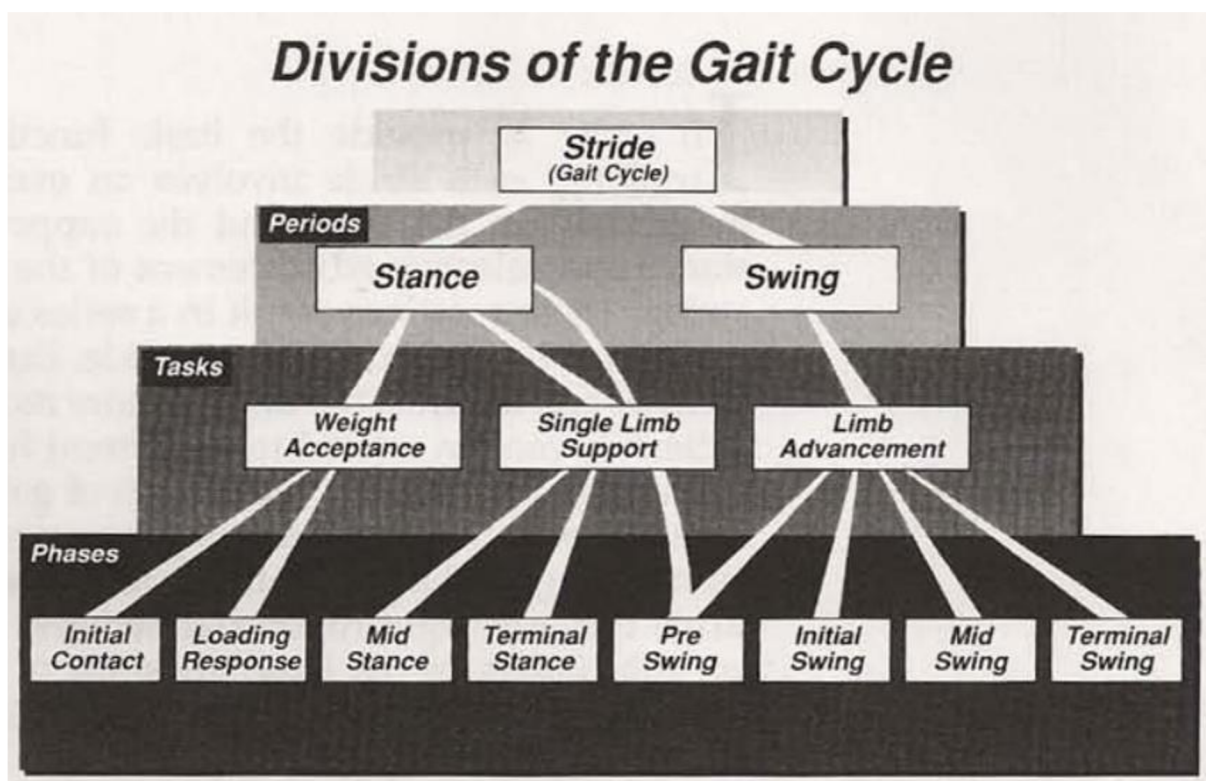 Divisions of the Gait Cycle
Stride
(Gait Cycle)
Periods
Stance
Swing
Tasks
Weight
Acceptance
Single Limb
Support
Limb
Advancement
Phases
Initial
Contact
Loading
Response
Mid
Stance
Terminal
Stance
Pre
Swing
Initial
Swing
Mid
Swing
Terminal
Swing